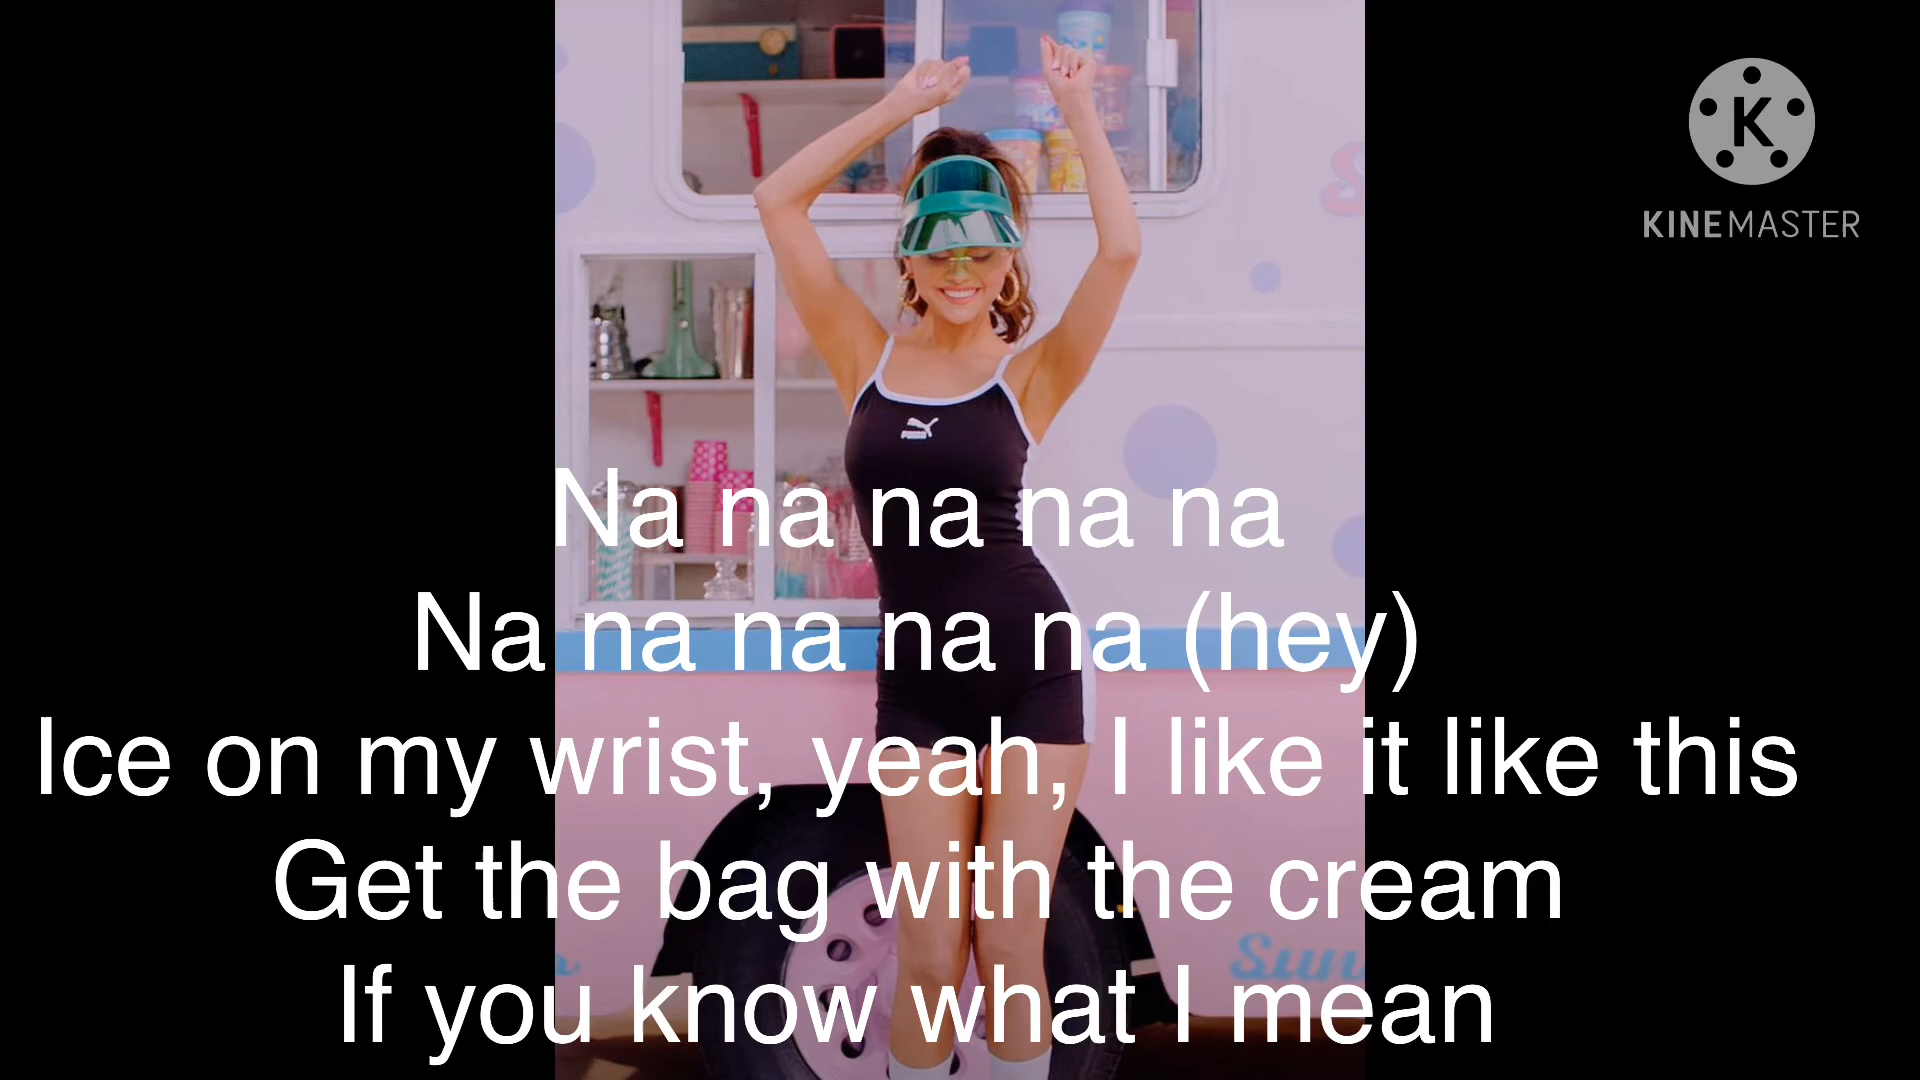 K
KINEMASTER
PUMA
Na na na na na
Na na na na na (hey)
Ice on my wrist, yeah, I like it like this
Get the bag with the cream
If you know what I mean